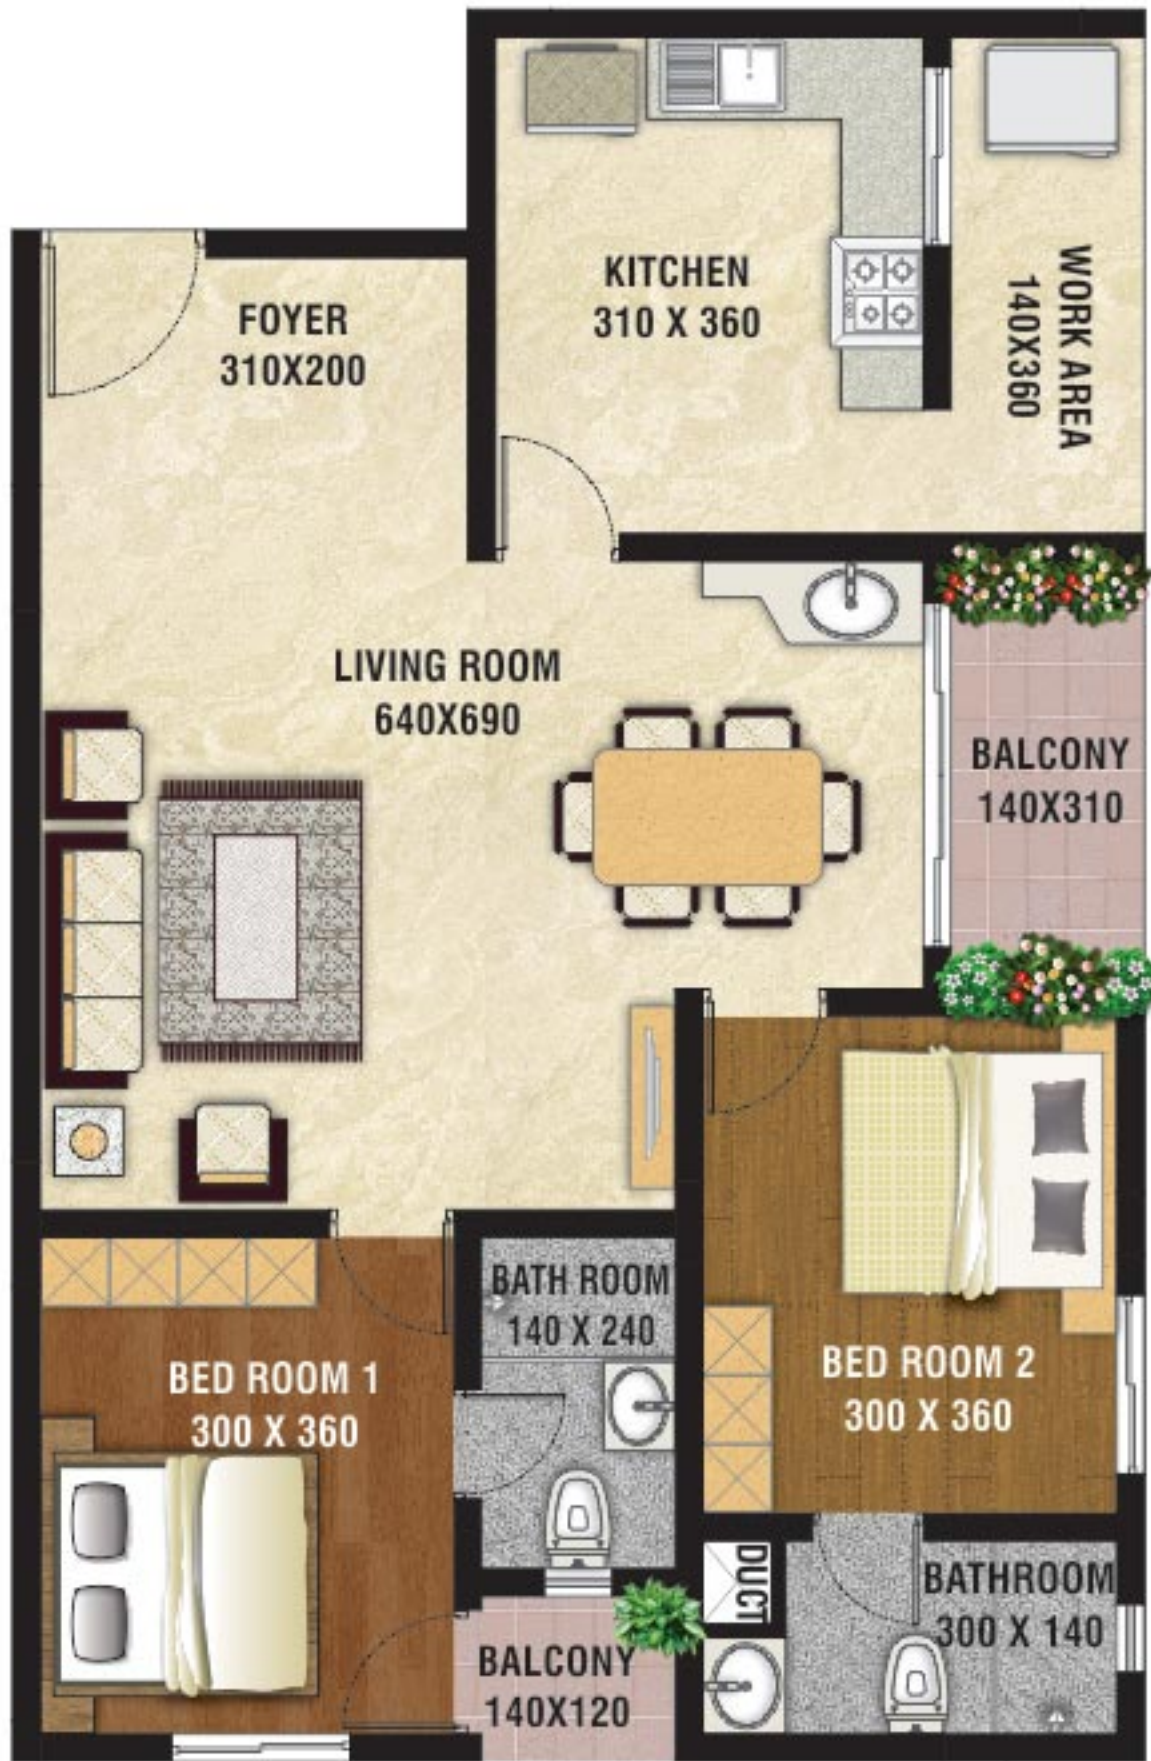 KITCHEN
310 X 360
WORK AREA
140X360
FOYER
310X200
LIVING ROOM
640X690
BALCONY
140X310
BATH ROOM
140 X 240
BED ROOM 1
300 X 360
BED ROOM 2
300 X 360
DUCT
BATHROOM
300 X 140
BALCONY
140X120